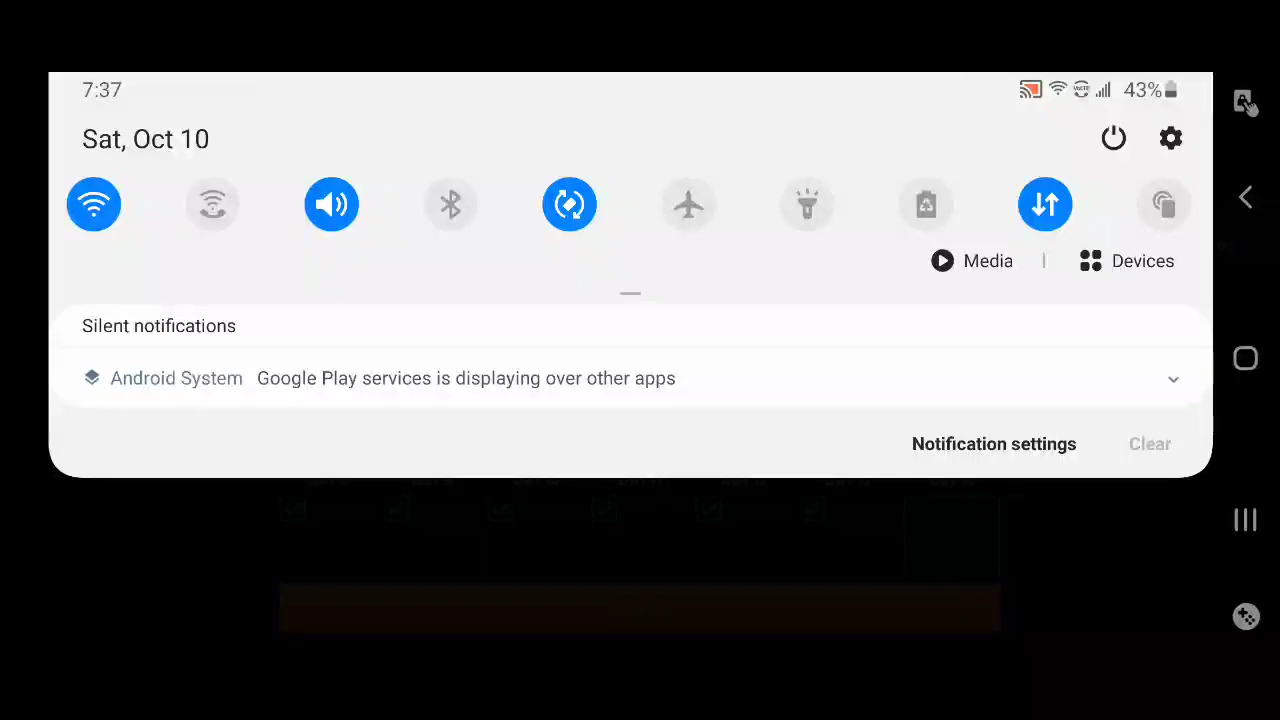 7:37
43%
Sat, Oct 10
Media | Devices
Silent notifications
Android System Google Play services is displaying over other apps
Notification settings Clear